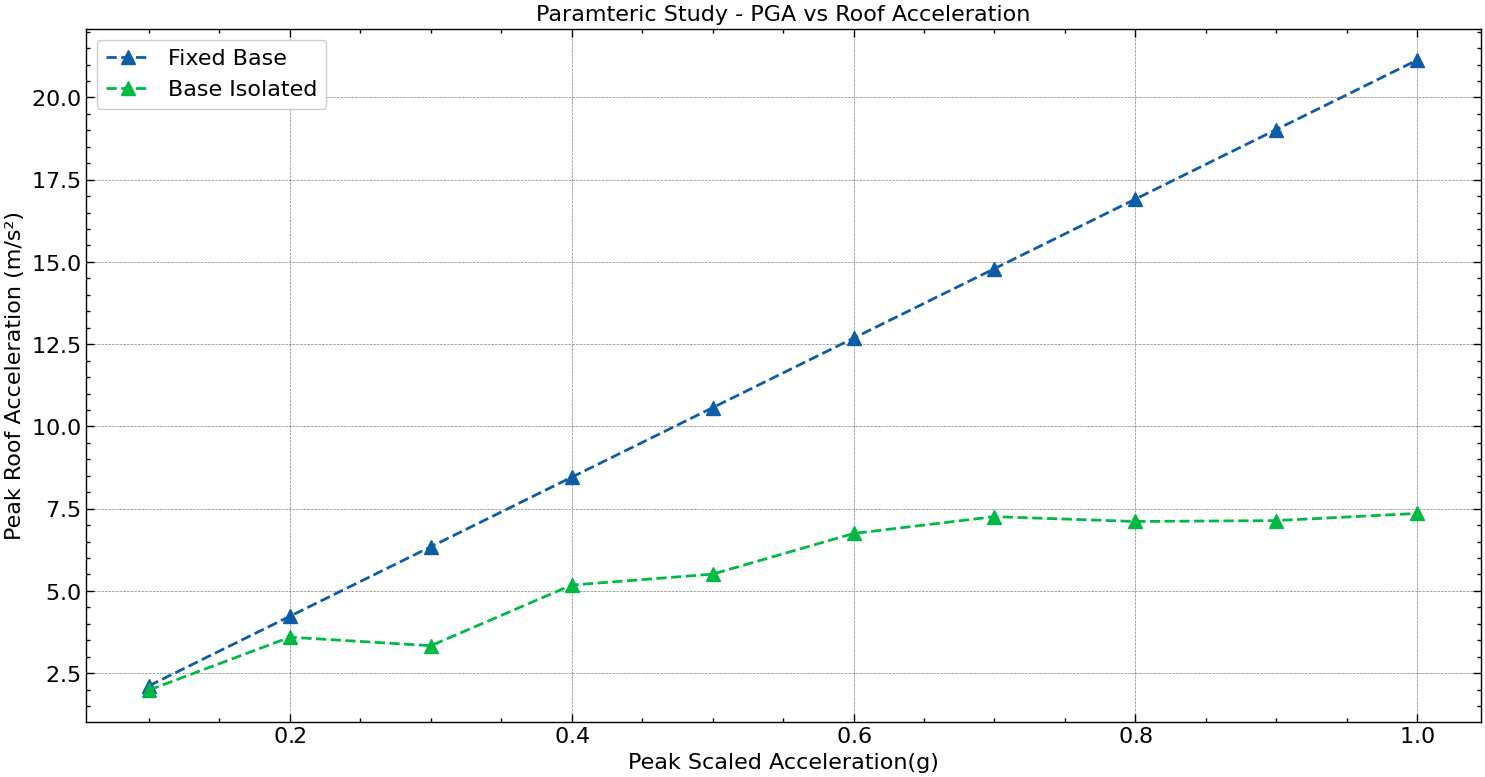 Paramteric Study - PGA vs Roof Acceleration
Fixed Base
Base Isolated
Peak Roof Acceleration (m/s²)
20.0
17.5
15.0
12.5
10.0
7.5
5.0
2.5
0.2
0.4
0.6
0.8
1.0
Peak Scaled Acceleration(g)